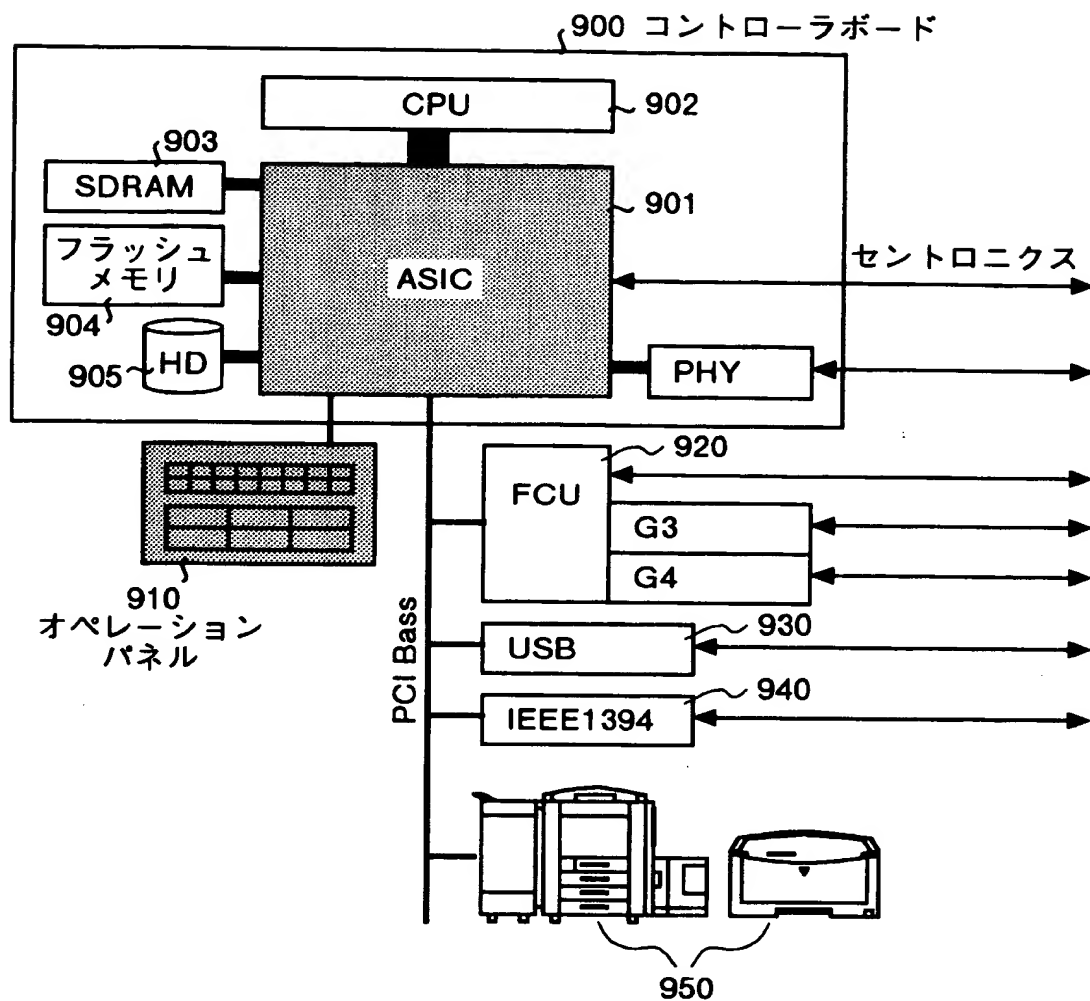 900 コントローラボード
CPU
902
903
SDRAM
901
フラッシュ
メモリ
ASIC
セントロニクス
904
905
HD
PHY
920
FCU
G3
G4
910
オペレーション
パネル
PCI Bass
930
USB
940
IEEE1394
950